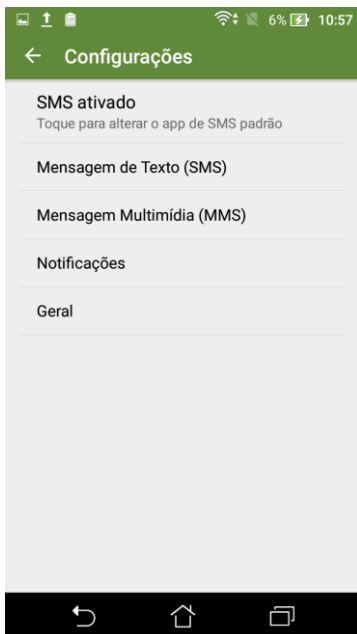 6% 10:57
Configurações
SMS ativado
Toque para alterar o app de SMS padrão
Mensagem de Texto (SMS)
Mensagem Multimídia (MMS)
Notificações
Geral